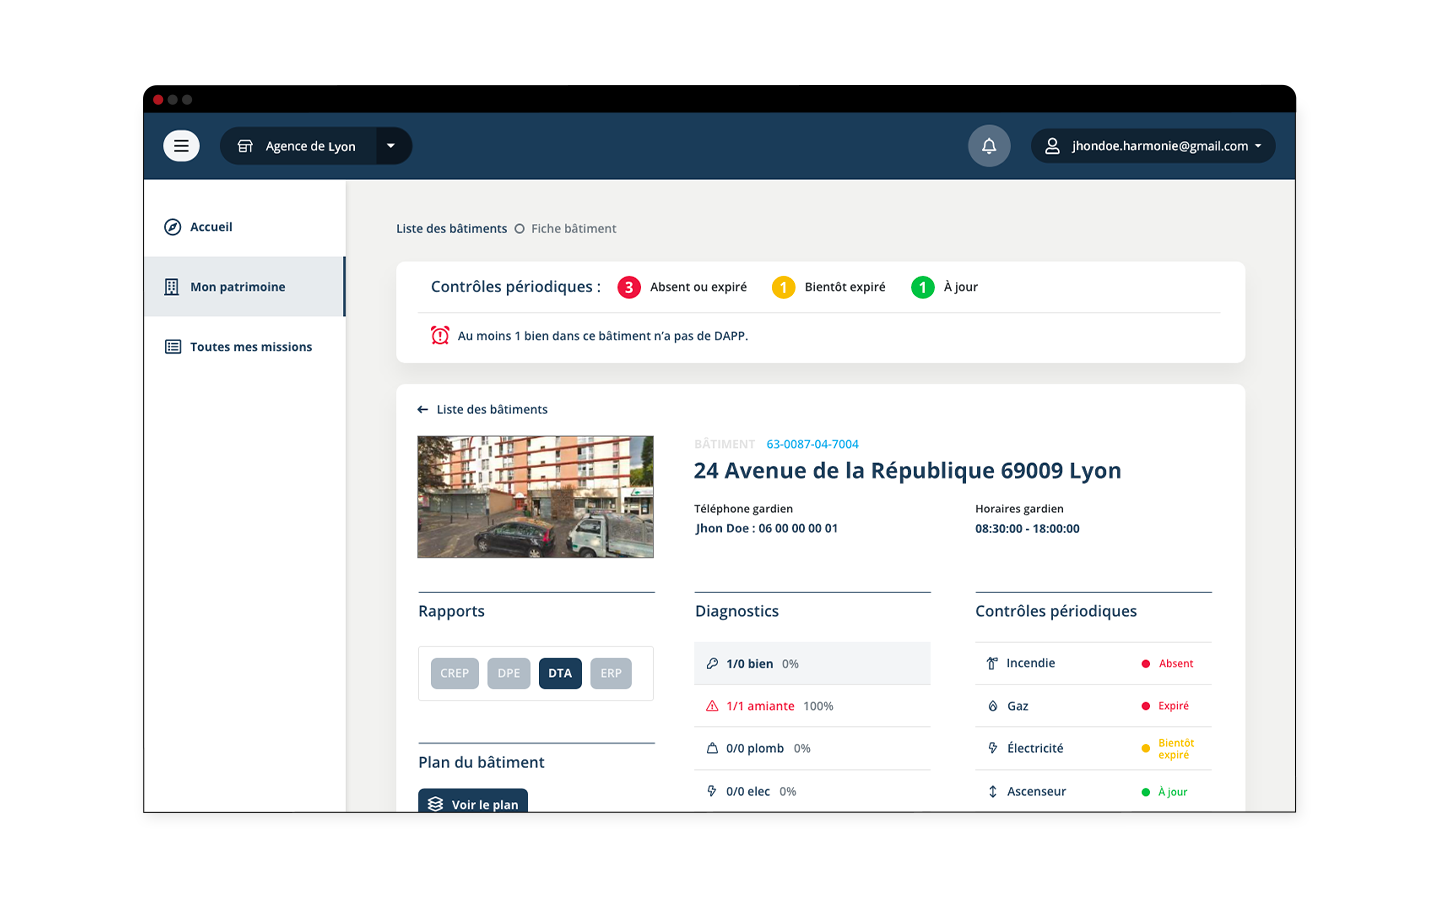 Agence de Lyon
jhondoe.harmonie@gmail.com
Accueil
Mon patrimoine
Toutes mes missions
Liste des bâtiments
Fiche bâtiment
Contrôles périodiques :
3
Absent ou expiré
1
Bientôt expiré
1
À jour
Au moins 1 bien dans ce bâtiment n’a pas de DAPP.
Liste des bâtiments
BÂTIMENT 63-0087-04-7004
24 Avenue de la République 69009 Lyon
Téléphone gardien
Jhon Doe : 06 00 00 00 01
Horaires gardien
08:30:00 - 18:00:00
Rapports
CREP
DPE
DTA
ERP
Plan du bâtiment
Voir le plan
Diagnostics
1/0 bien 0%
1/1 amiante 100%
0/0 plomb 0%
0/0 elec 0%
Contrôles périodiques
Incendie
Absent
Gaz
Expiré
Électricité
Bientôt
expiré
Ascenseur
À jour